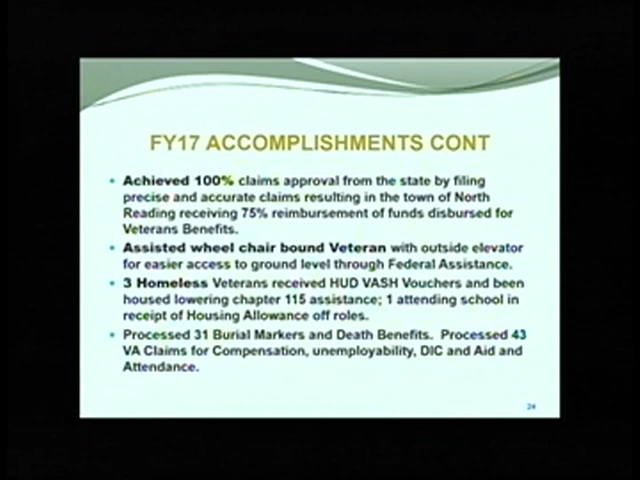 FY17 ACCOMPLISHMENTS CONT
• Achieved 100% claims approval from the state by filing
precise and accurate claims resulting in the town of North
Reading receiving 75% reimbursement of funds disbursed for
Veterans Benefits.
• Assisted wheel chair bound Veteran with outside elevator
for easier access to ground level through Federal Assistance.
• 3 Homeless Veterans received HUD VASH Vouchers and been
housed lowering chapter 115 assistance; 1 attending school in
receipt of Housing Allowance off roles.
• Processed 31 Burial Markers and Death Benefits. Processed 43
VA Claims for Compensation, unemployability, DIC and Aid and
Attendance.
24